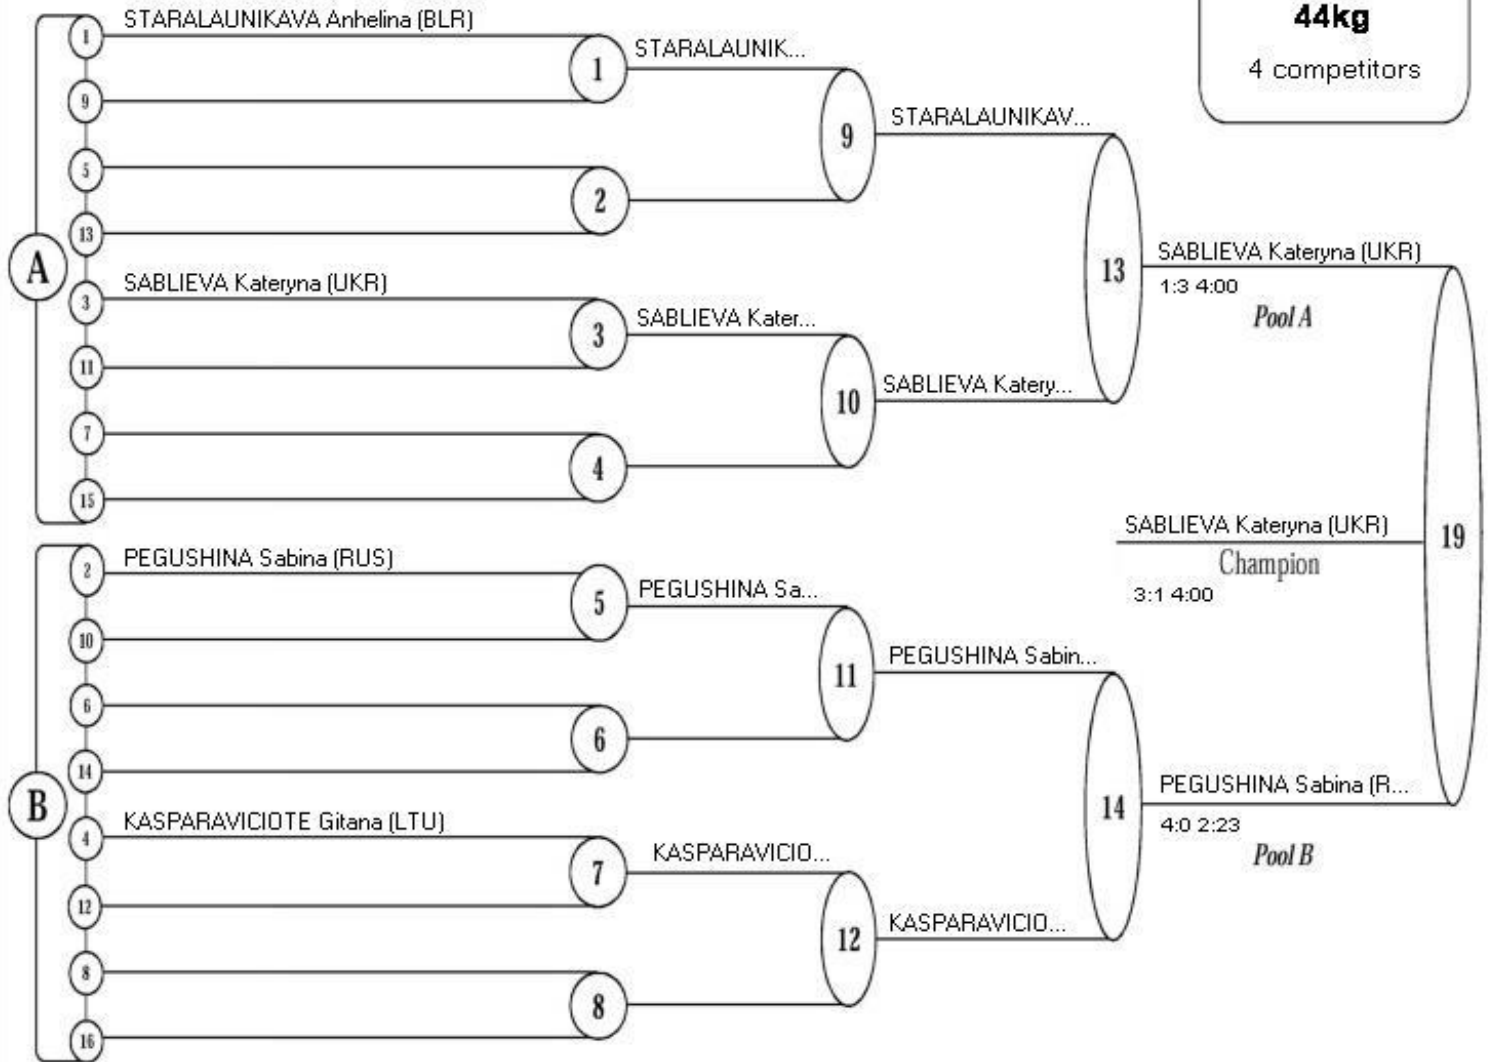 44kg
4 competitors
A
1
STARALAUNIKAVA Anhelina (BLR)
9
1
STARALAUNIK...
5
13
2
9
STARALAUNIKAV...
3
SABLIEVA Kateryna (UKR)
11
3
SABLIEVA Kater...
7
15
4
10
SABLIEVA Katery...
13
SABLIEVA Kateryna (UKR)
1:3 4:00
Pool A
B
2
PEGUSHINA Sabina (RUS)
10
5
PEGUSHINA Sa...
6
14
6
11
PEGUSHINA Sabin...
4
KASPARAVICIOTE Gitana (LTU)
12
7
KASPARAVICIO...
8
16
8
12
KASPARAVICIO...
14
PEGUSHINA Sabina (R...
4:0 2:23
Pool B
19
SABLIEVA Kateryna (UKR)
Champion
3:1 4:00